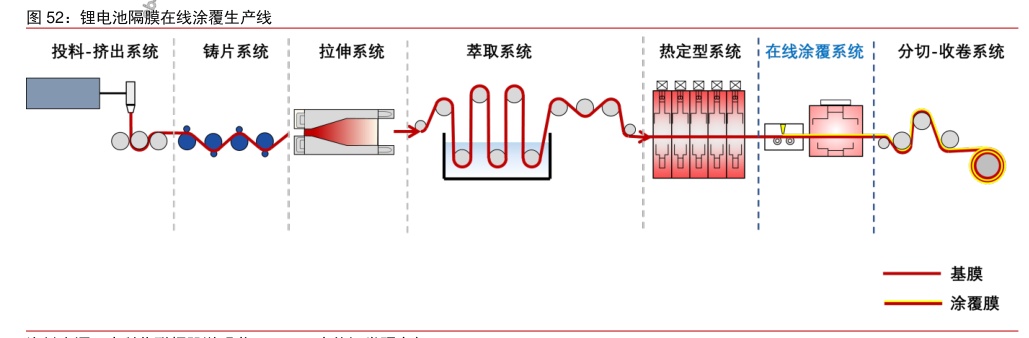 图 52：锂电池隔膜在线涂覆生产线
投料-挤出系统 铸片系统 拉伸系统 萃取系统 热定型系统 在线涂覆系统 分切-收卷系统
基膜
涂覆膜